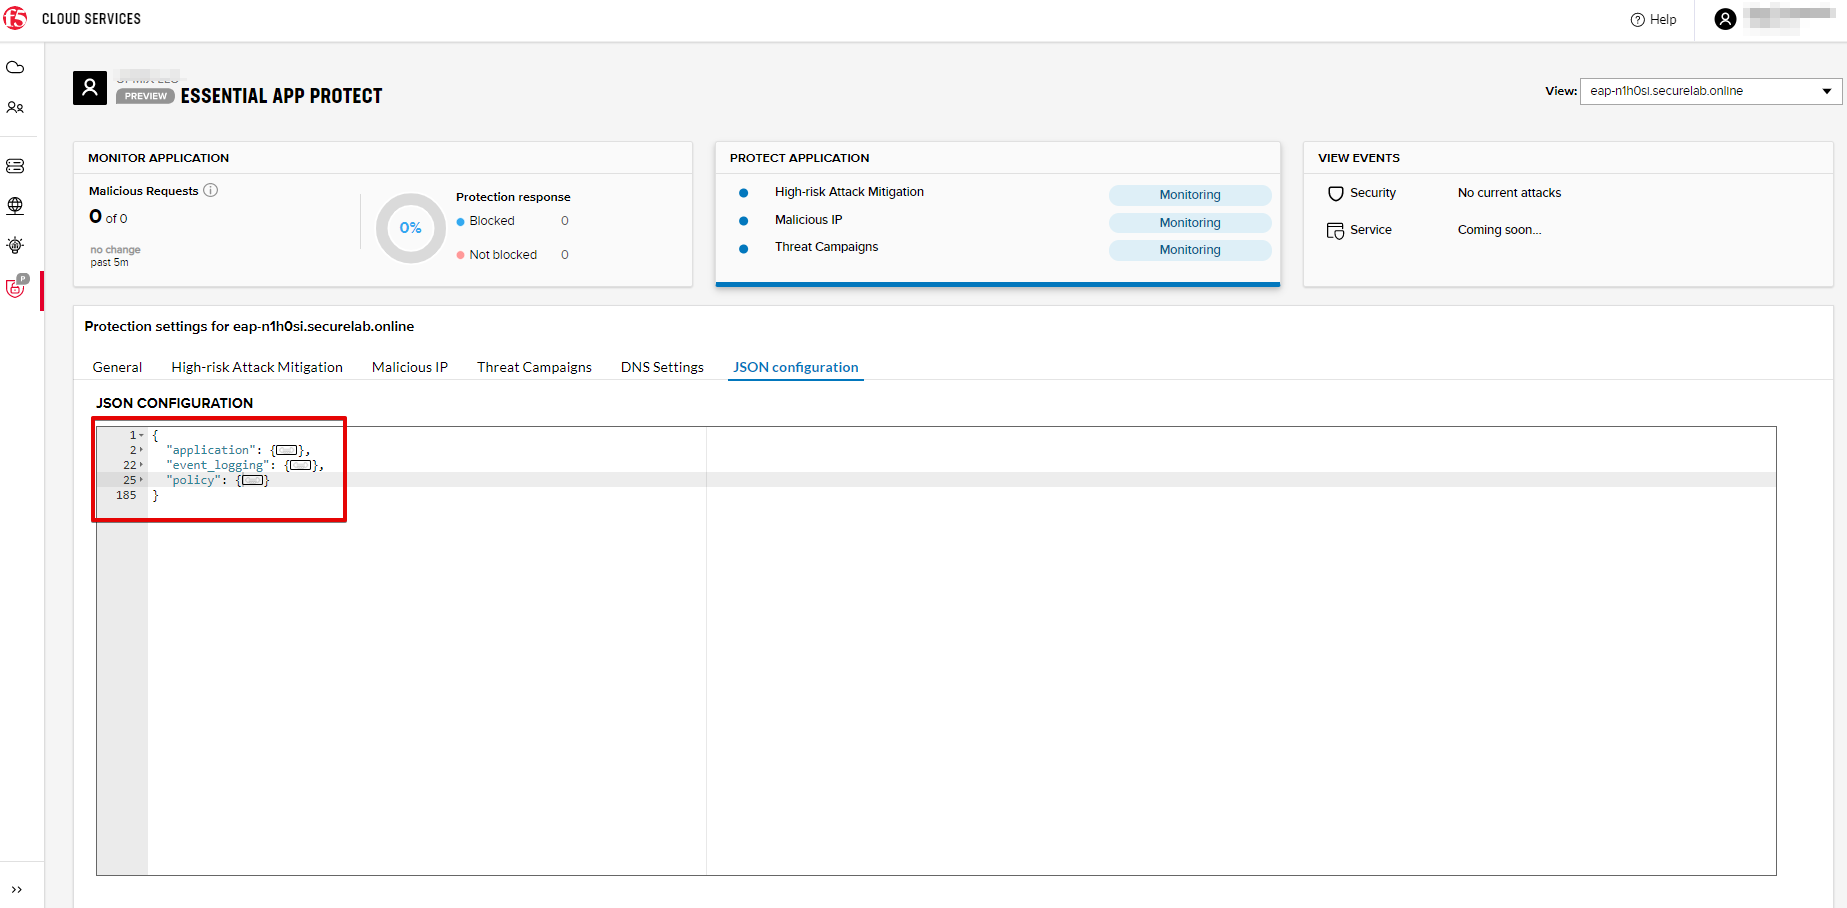 f5 CLOUD SERVICES
Help
PREVIEW ESSENTIAL APP PROTECT
View: eap-n1h0si.securelab.online
MONITOR APPLICATION
Malicious Requests
0 of 0
no change
past 5m
0%
Protection response
Blocked 0
Not blocked 0
PROTECT APPLICATION
High-risk Attack Mitigation Monitoring
Malicious IP Monitoring
Threat Campaigns Monitoring
VIEW EVENTS
Security No current attacks
Service Coming soon...
P
Protection settings for eap-n1h0si.securelab.online
General High-risk Attack Mitigation Malicious IP Threat Campaigns DNS Settings JSON configuration
JSON CONFIGURATION
1 {
2 "application": {...},
22 "event_logging": {...},
25 "policy": {...}
185 }